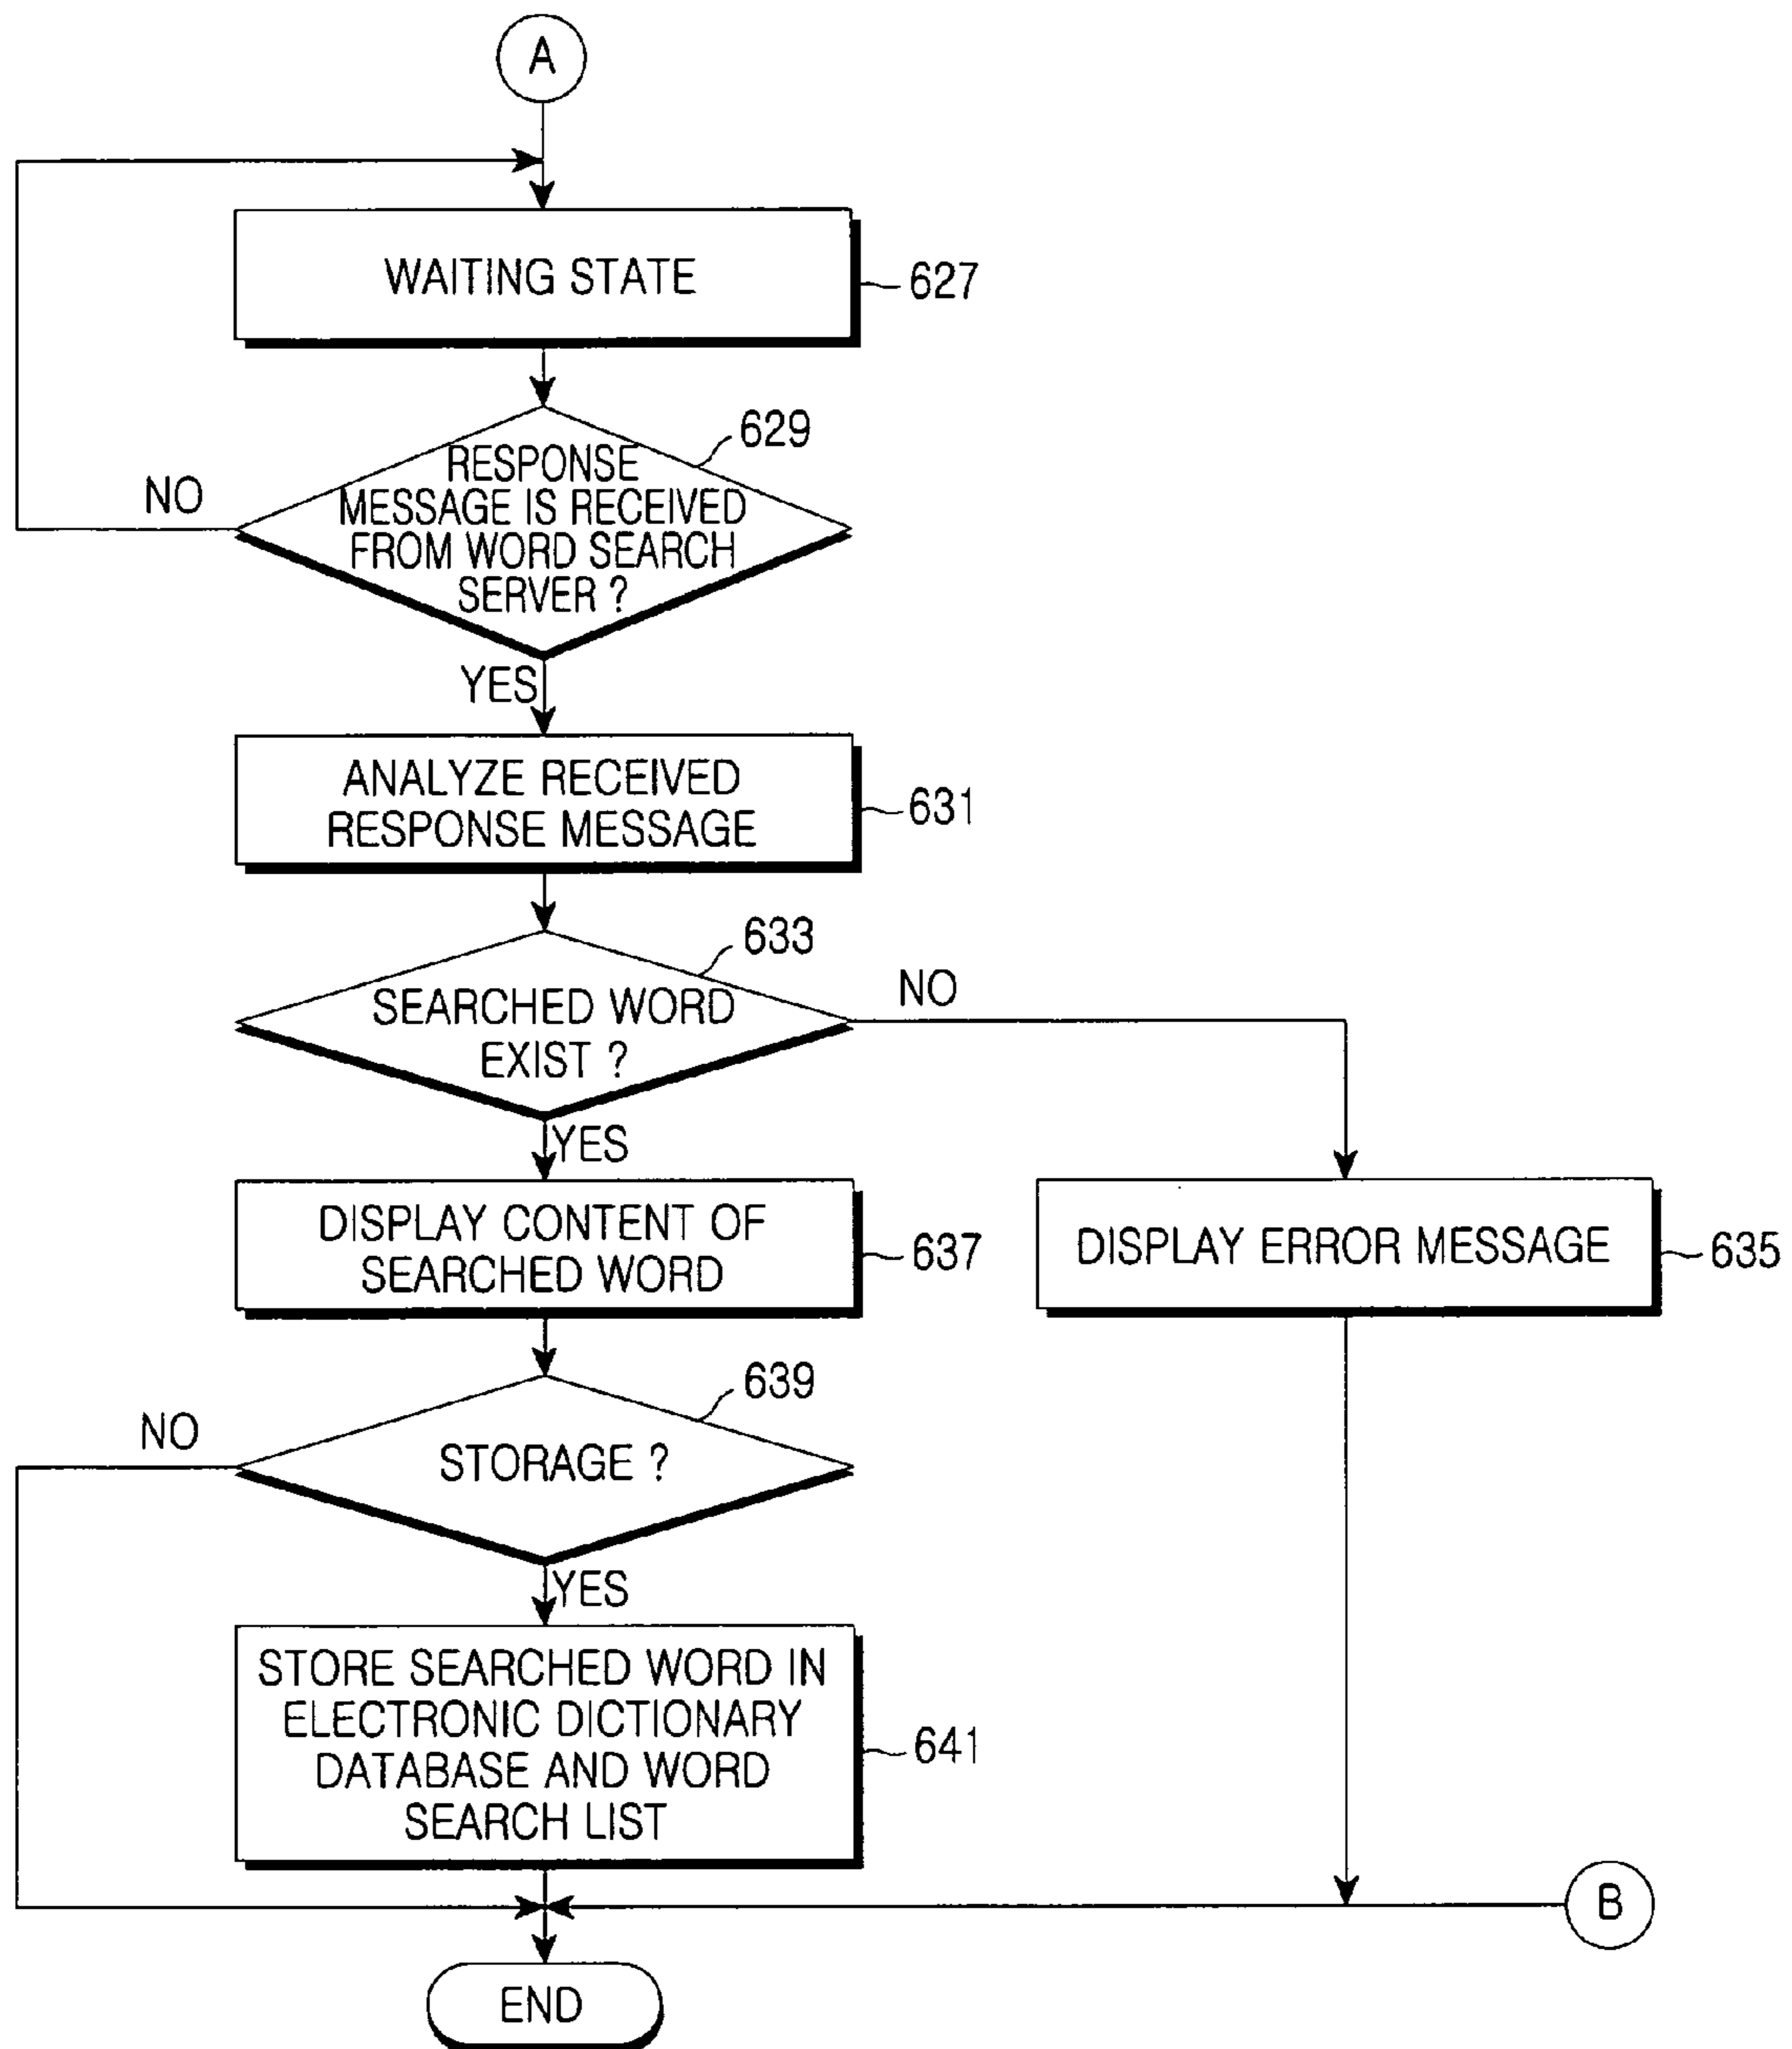 A
WAITING STATE
627
629
RESPONSE
MESSAGE IS RECEIVED
FROM WORD SEARCH
SERVER ?
NO
YES
ANALYZE RECEIVED
RESPONSE MESSAGE
631
633
SEARCHED WORD
EXIST ?
NO
YES
DISPLAY CONTENT OF
SEARCHED WORD
637
DISPLAY ERROR MESSAGE
635
639
STORAGE ?
NO
YES
STORE SEARCHED WORD IN
ELECTRONIC DICTIONARY
DATABASE AND WORD
SEARCH LIST
641
B
END